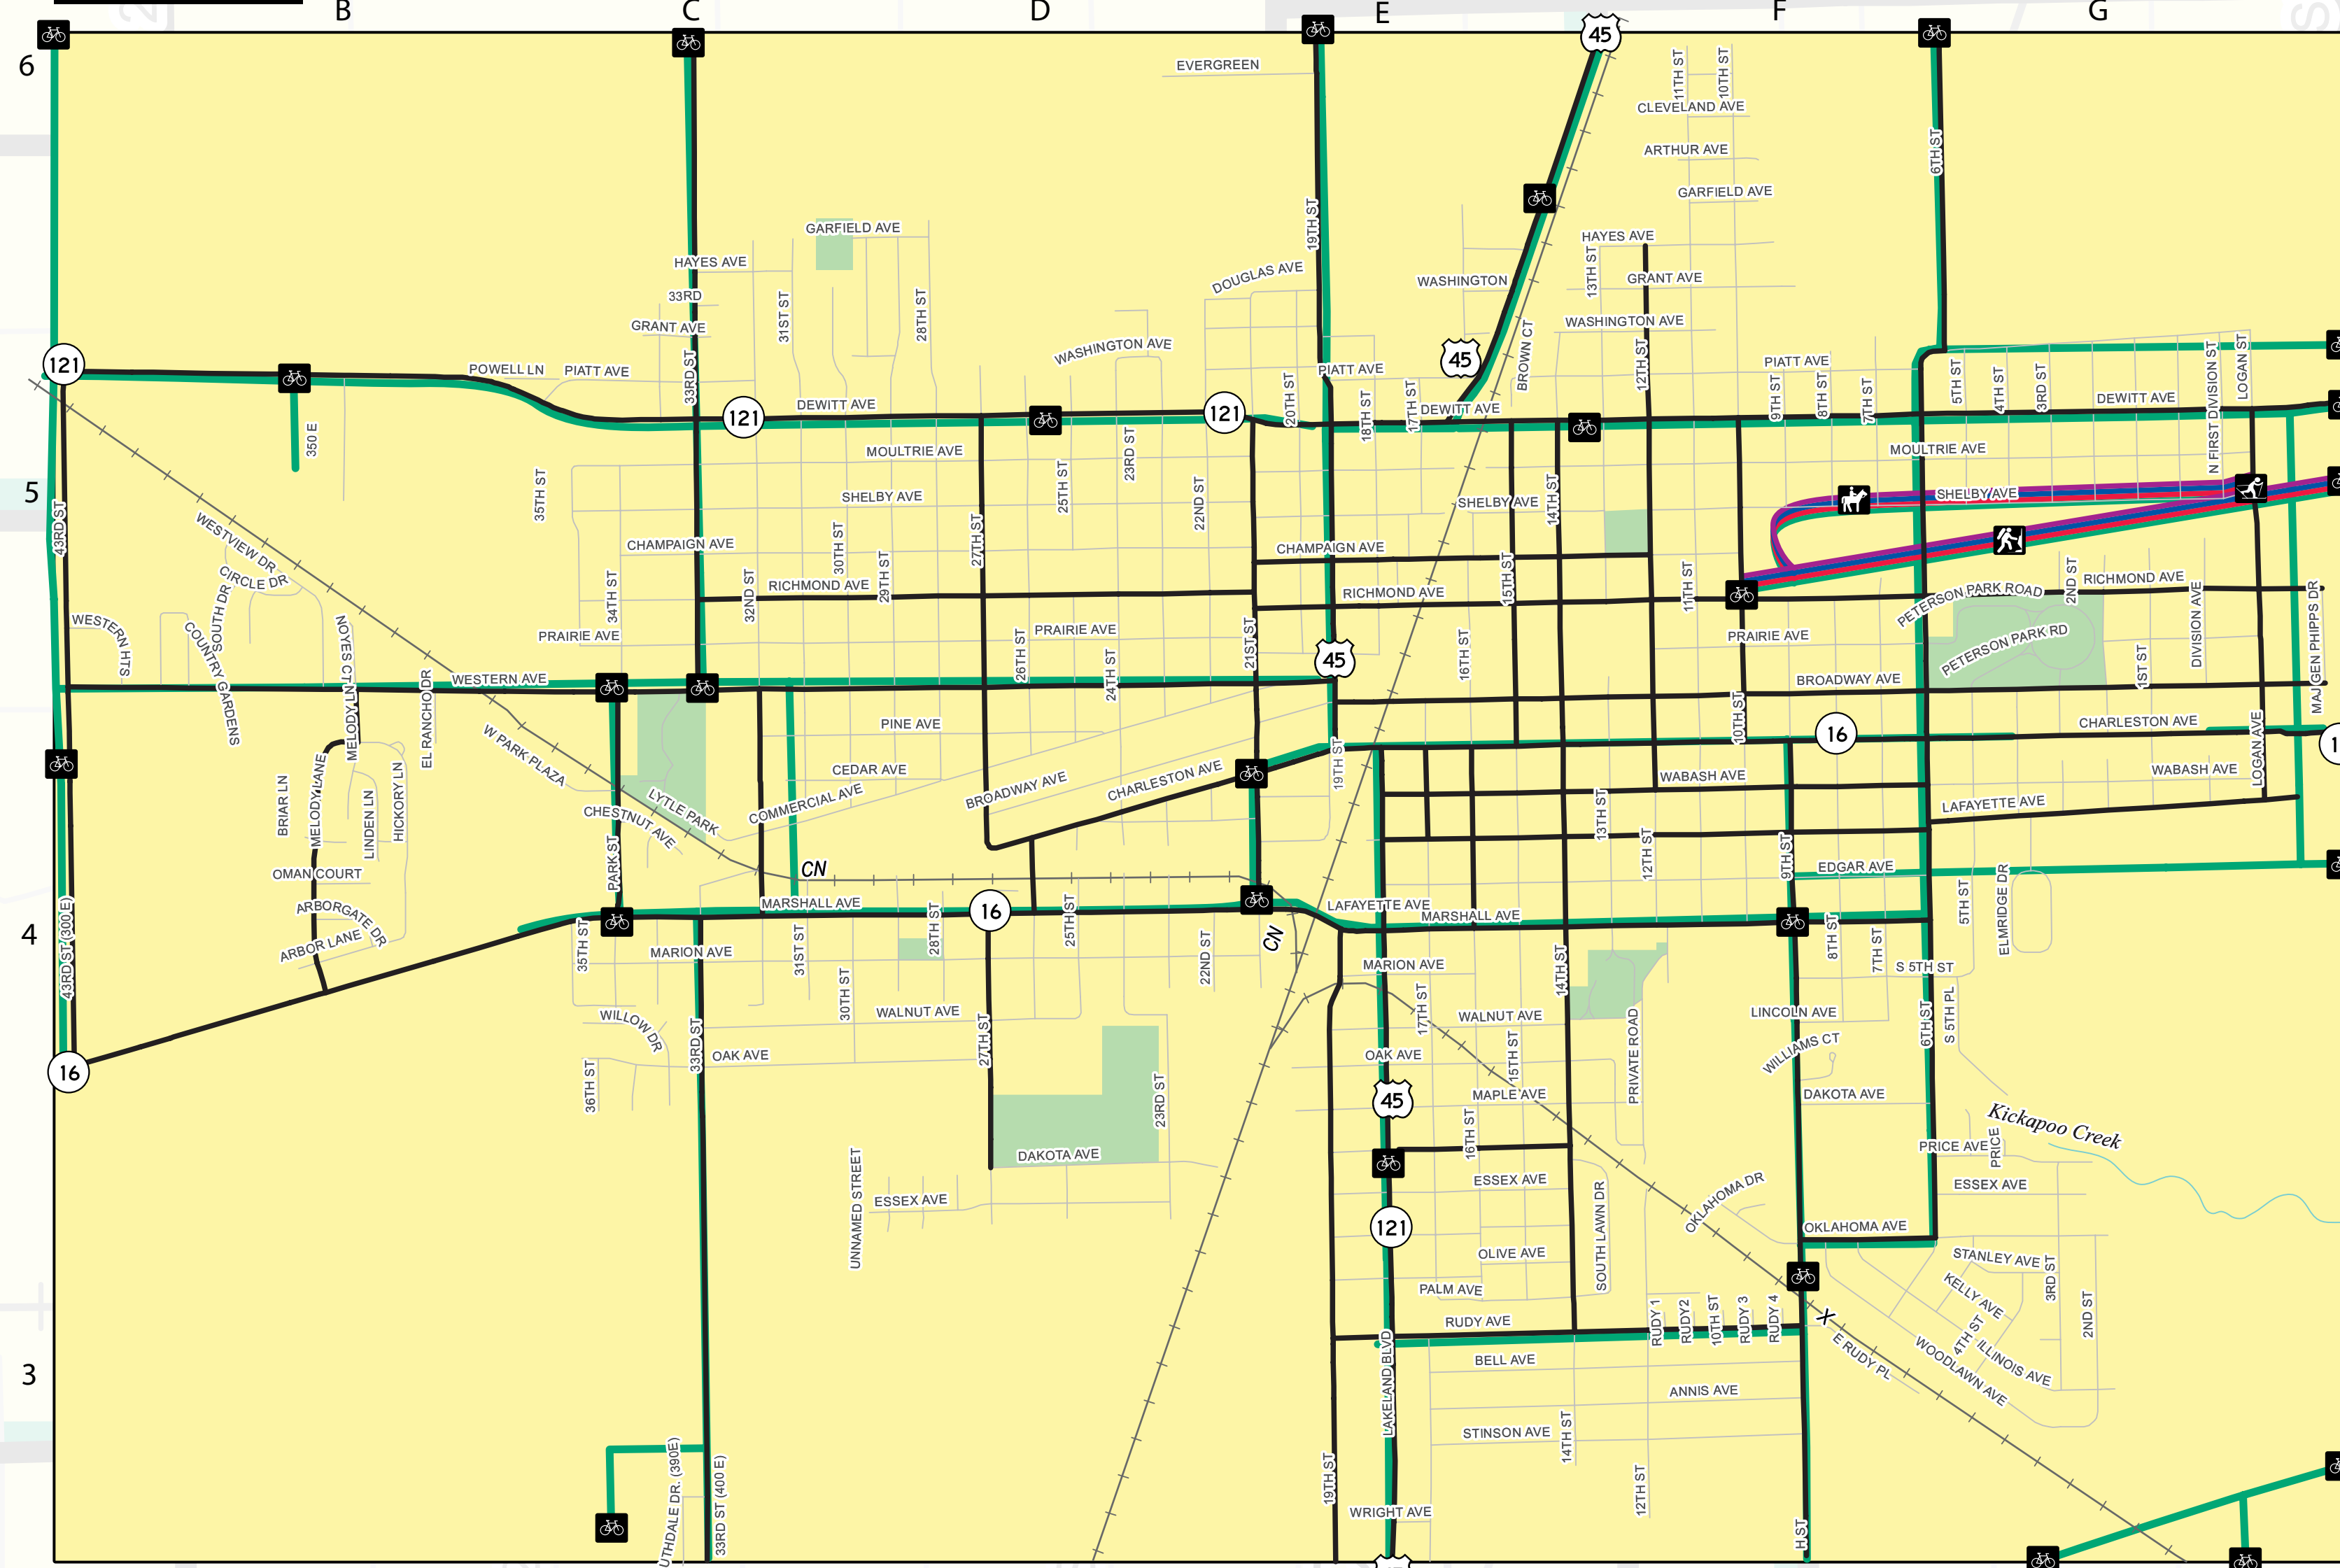 B
C
D
E
F
G
6
5
4
3
45
EVERGREEN
11TH ST
10TH ST
CLEVELAND AVE
ARTHUR AVE
GARFIELD AVE
6TH ST
GARFIELD AVE
19TH ST
HAYES AVE
HAYES AVE
13TH ST
GRANT AVE
DOUGLAS AVE
WASHINGTON
33RD
31ST ST
28TH ST
GRANT AVE
WASHINGTON AVE
WASHINGTON AVE
BROWN CT
12TH ST
45
121
POWELL LN
PIATT AVE
33RD ST
PIATT AVE
PIATT AVE
DEWITT AVE
121
121
20TH ST
18TH ST
17TH ST
DEWITT AVE
9TH ST
8TH ST
7TH ST
5TH ST
4TH ST
3RD ST
DEWITT AVE
N FIRST DIVISION ST
LOGAN ST
350 E
MOULTRIE AVE
23RD ST
MOULTRIE AVE
35TH ST
SHELBY AVE
25TH ST
22ND ST
SHELBY AVE
14TH ST
SHELBY AVE
43RD ST
WESTVIEW DR
CIRCLE DR
SOUTH DR
CHAMPAIGN AVE
30TH ST
29TH ST
27TH ST
CHAMPAIGN AVE
15TH ST
34TH ST
32ND ST
RICHMOND AVE
RICHMOND AVE
11TH ST
PETERSON PARK ROAD
2ND ST
RICHMOND AVE
DIVISION AVE
MAJ GEN PHIPPS DR
WESTERN HTS
COUNTRY GARDENS
NOYES CT
MELODY LN
PRAIRIE AVE
26TH ST
PRAIRIE AVE
24TH ST
21ST ST
45
16TH ST
PRAIRIE AVE
PETERSON PARK RD
1ST ST
EL RANCHO DR
WESTERN AVE
BROADWAY AVE
PINE AVE
10TH ST
16
CHARLESTON AVE
LOGAN AVE
W PARK PLAZA
CEDAR AVE
BROADWAY AVE
CHARLESTON AVE
19TH ST
WABASH AVE
WABASH AVE
BRIAR LN
MELODY LANE
LINDEN LN
HICKORY LN
CHESTNUT AVE
LYTLE PARK
COMMERCIAL AVE
13TH ST
LAFAYETTE AVE
OMAN COURT
PARK ST
CN
12TH ST
9TH ST
EDGAR AVE
5TH ST
ELMRIDGE DR
ARBORGATE DR
ARBOR LANE
43RD ST (300 E)
MARSHALL AVE
16
LAFAYETTE AVE
MARSHALL AVE
CN
35TH ST
MARION AVE
31ST ST
28TH ST
25TH ST
22ND ST
MARION AVE
14TH ST
8TH ST
7TH ST
S 5TH ST
30TH ST
WILLOW DR
33RD ST
WALNUT AVE
27TH ST
17TH ST
WALNUT AVE
PRIVATE ROAD
LINCOLN AVE
6TH ST
S 5TH PL
16
OAK AVE
OAK AVE
15TH ST
WILLIAMS CT
36TH ST
23RD ST
45
MAPLE AVE
DAKOTA AVE
Kickapoo Creek
16TH ST
PRICE AVE
PRICE
UNNAMED STREET
DAKOTA AVE
ESSEX AVE
ESSEX AVE
SOUTH LAWN DR
OKLAHOMA DR
ESSEX AVE
121
OKLAHOMA AVE
OLIVE AVE
STANLEY AVE
3RD ST
PALM AVE
KELLY AVE
2ND ST
RUDY AVE
RUDY 1
RUDY2
10TH ST
RUDY 3
RUDY 4
X
E RUDY PL
4TH ST
ILLINOIS AVE
WOODLAWN AVE
LAKELAND BLVD
BELL AVE
ANNIS AVE
STINSON AVE
14TH ST
12TH ST
19TH ST
UTHDALE DR. (390E)
33RD ST (400 E)
WRIGHT AVE
H ST